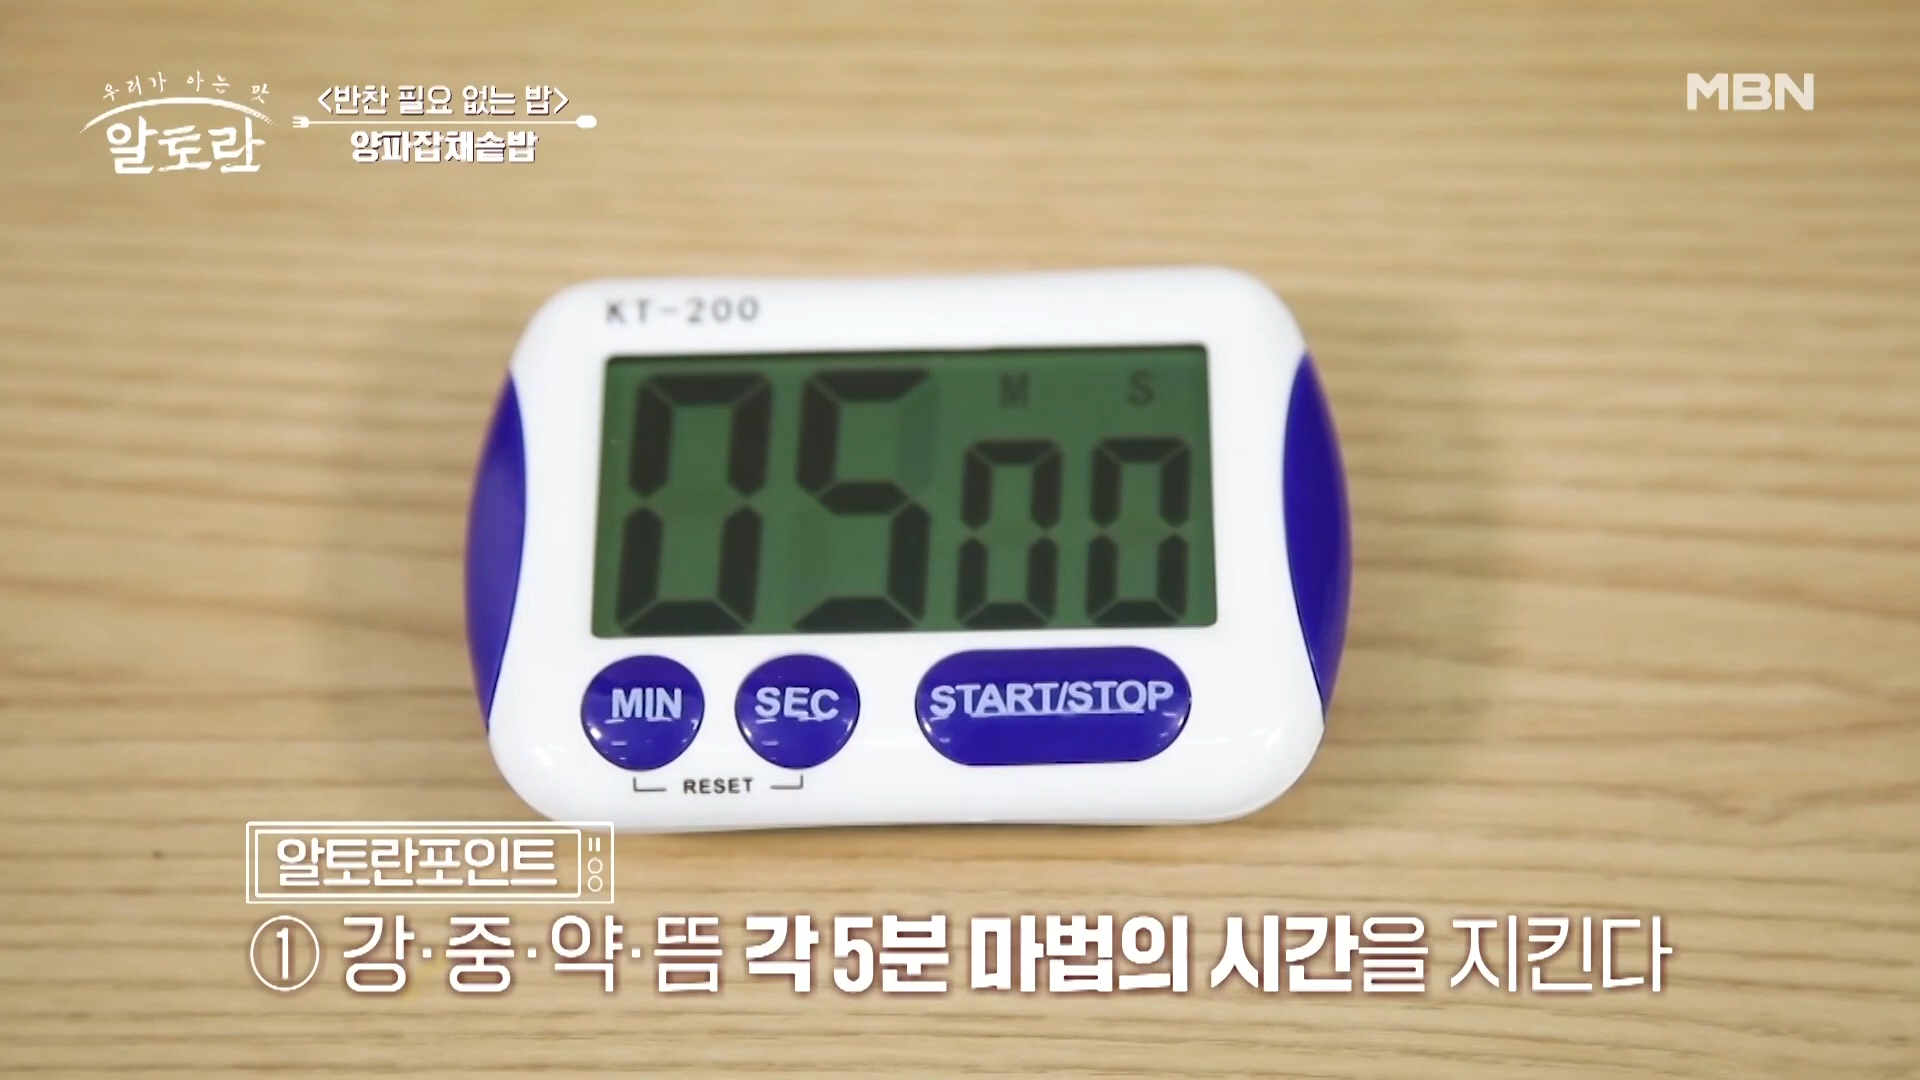 우리가 아는 맛
알토란
<반찬 필요 없는 밥>
양파잡채솥밥
MBN
KT-200
M S
05 00
MIN SEC START/STOP
RESET
알토란포인트
① 강·중·약·뜸 각 5분 마법의 시간을 지킨다